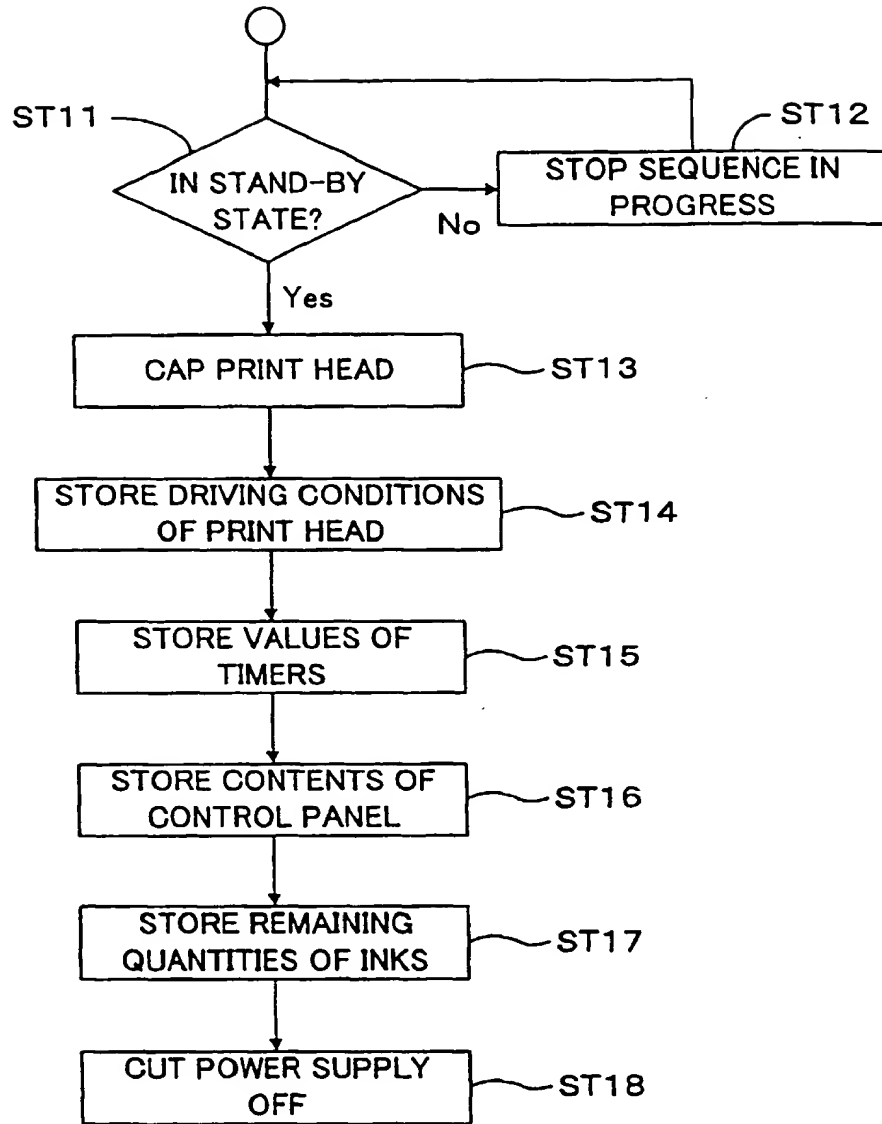 ST11
IN STAND-BY
STATE?
No
ST12
STOP SEQUENCE IN
PROGRESS
Yes
CAP PRINT HEAD
ST13
STORE DRIVING CONDITIONS
OF PRINT HEAD
ST14
STORE VALUES OF
TIMERS
ST15
STORE CONTENTS OF
CONTROL PANEL
ST16
STORE REMAINING
QUANTITIES OF INKS
ST17
CUT POWER SUPPLY
OFF
ST18